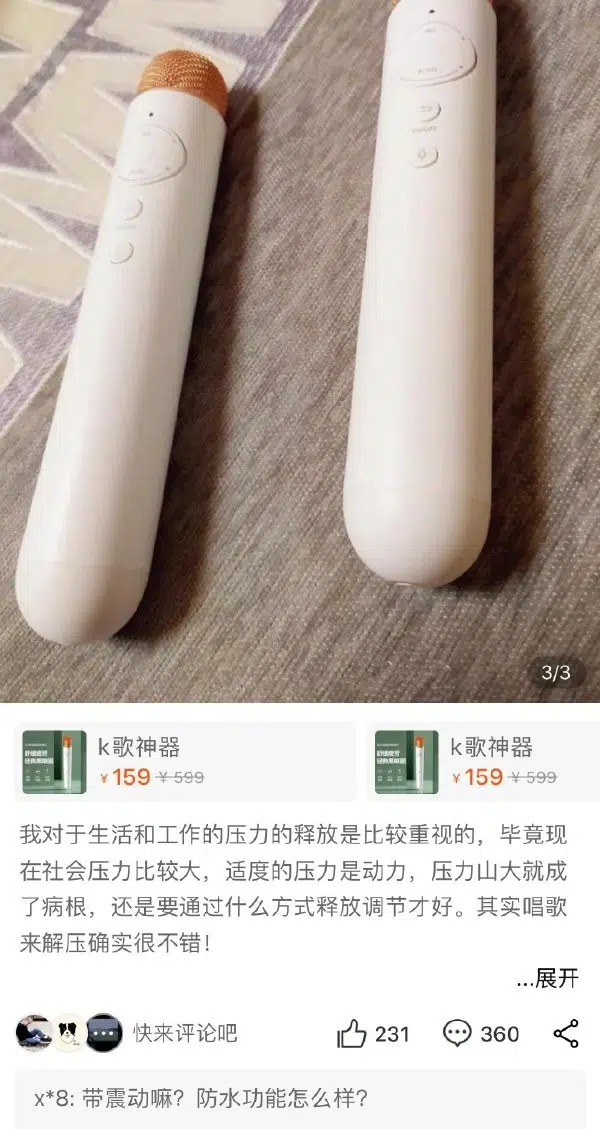 ECHO
ON/OFF
3/3
k歌神器
¥159 ¥599
k歌神器
¥159 ¥599
我对于生活和工作的压力的释放是比较重视的，毕竟现
在社会压力比较大，适度的压力是动力，压力山大就成
了病根，还是要通过什么方式释放调节才好。其实唱歌
来解压确实很不错！
...展开
快来评论吧
231
360
x*8: 带震动嘛？防水功能怎么样？